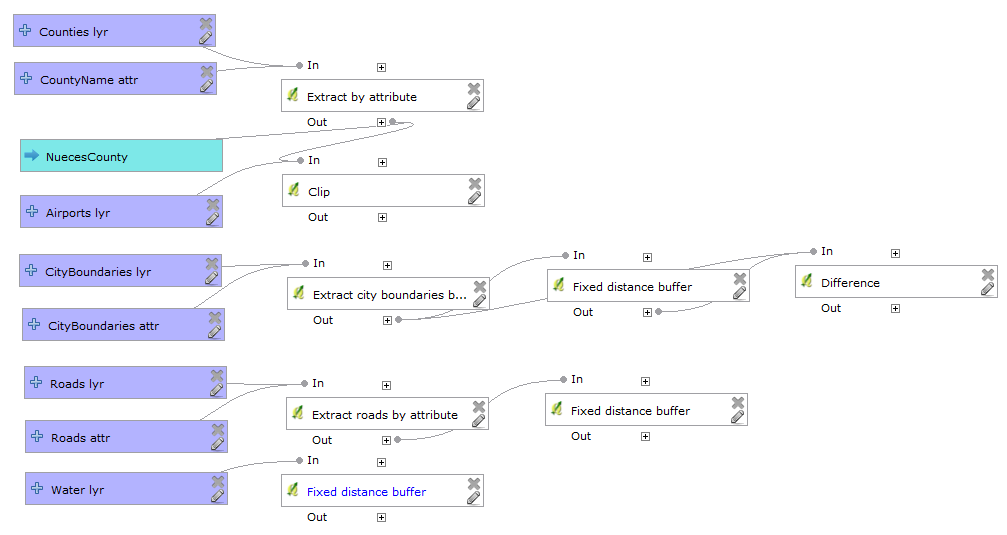 Counties lyr
In
CountyName attr
Extract by attribute
Out
NuecesCounty
In
Clip
Airports lyr
Out
CityBoundaries lyr
In
Extract city boundaries b...
CityBoundaries attr
Out
In
Fixed distance buffer
Out
In
Difference
Out
Roads lyr
In
Extract roads by attribute
Roads attr
Out
In
Fixed distance buffer
Out
Water lyr
In
Fixed distance buffer
Out